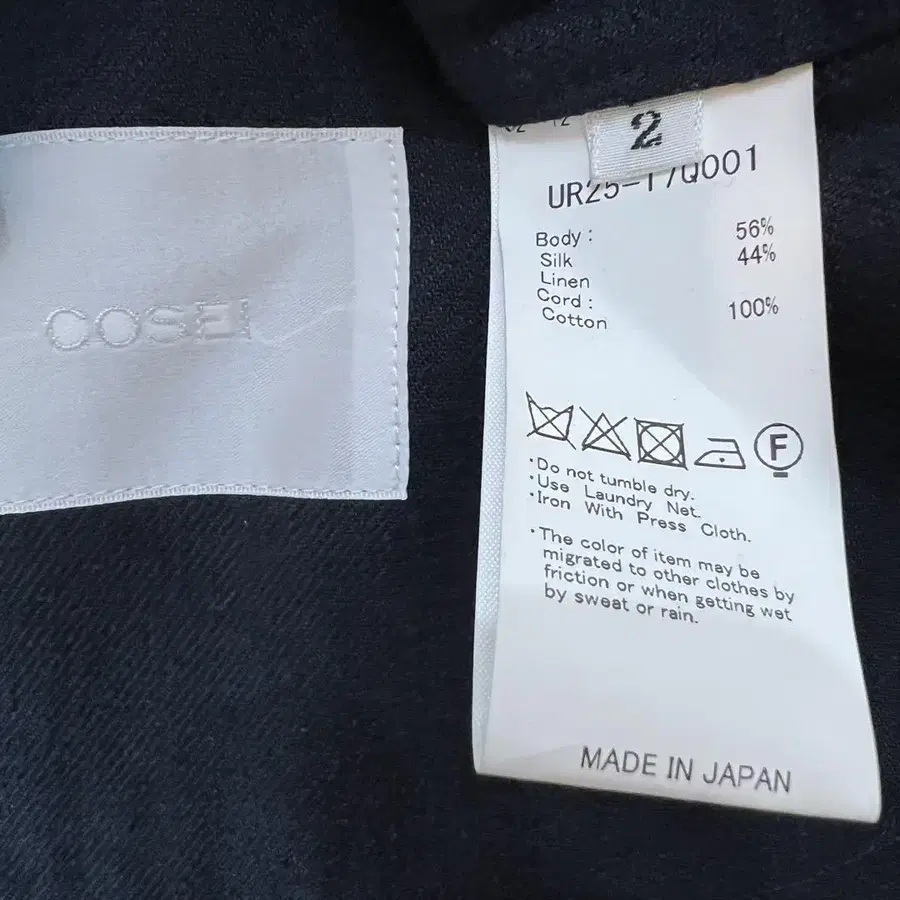 COSEI
2
UR25-17Q001
Body:
Silk 56%
Linen 44%
Cord:
Cotton 100%
F
·Do not tumble dry.
·Use Laundry Net.
·Iron With Press Cloth.
·The color of item may be
migrated to other clothes by
friction or when getting wet
by sweat or rain.
MADE IN JAPAN